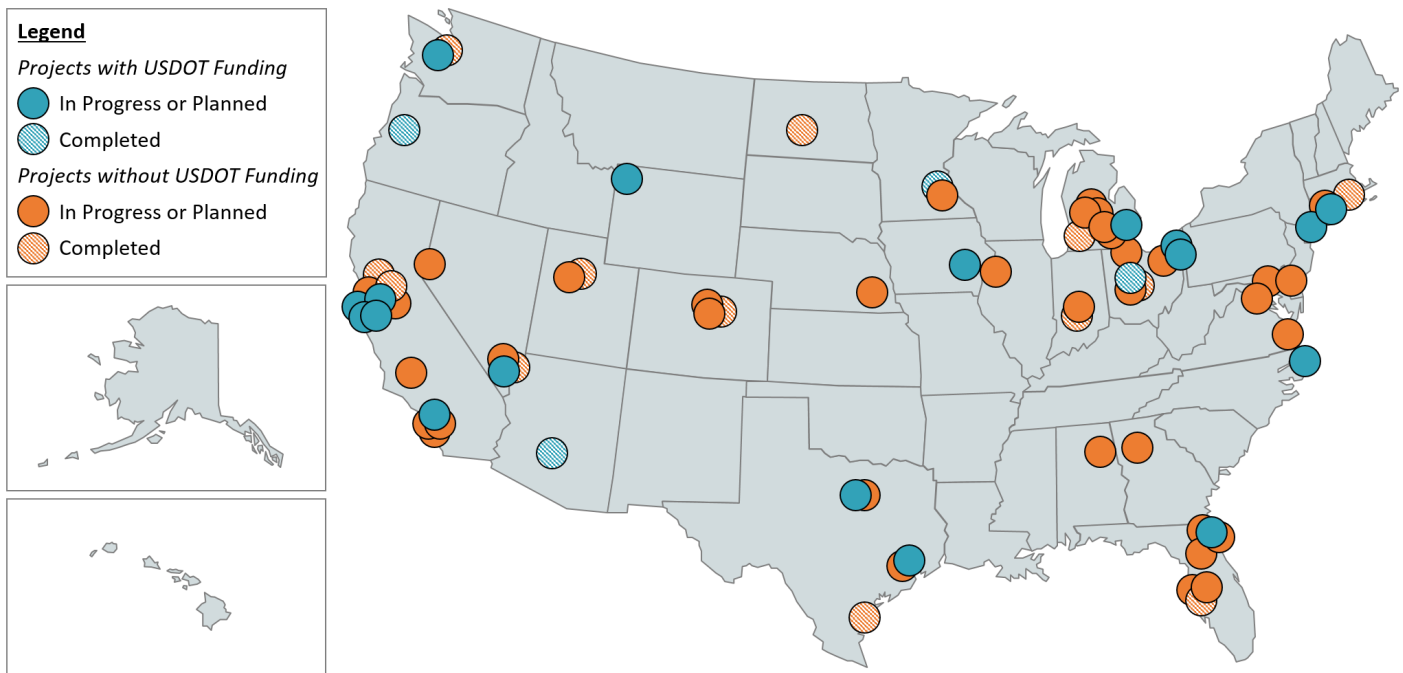 Legend
Projects with USDOT Funding
In Progress or Planned
Completed
Projects without USDOT Funding
In Progress or Planned
Completed